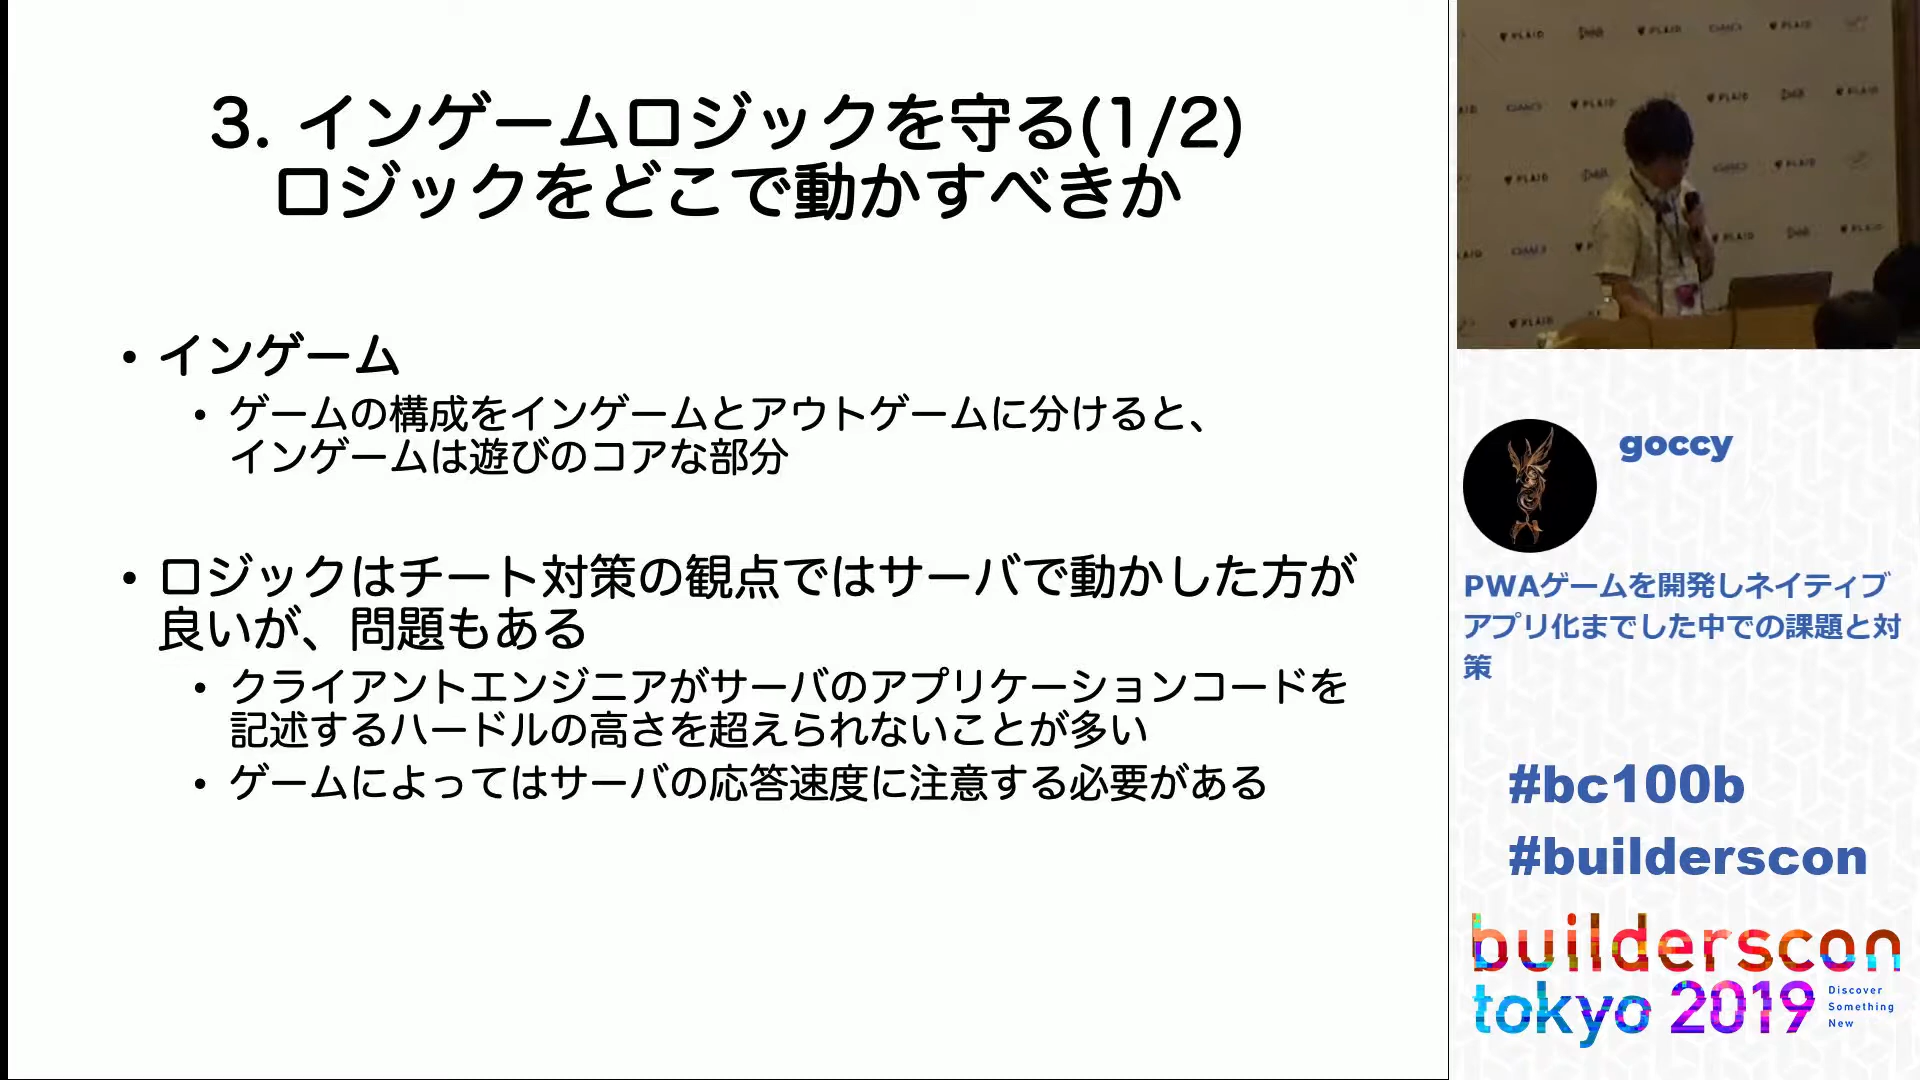 3. インゲームロジックを守る(1/2)
ロジックをどこで動かすべきか
• インゲーム
• ゲームの構成をインゲームとアウトゲームに分けると、
インゲームは遊びのコアな部分
• ロジックはチート対策の観点ではサーバで動かした方が
良いが、問題もある
• クライアントエンジニアがサーバのアプリケーションコードを
記述するハードルの高さを超えられないことが多い
• ゲームによってはサーバの応答速度に注意する必要がある
PLAID
PLAID
PLAID
PLAID
PLAID
PLAID
PLAID
PLAID
PLAID
PLAID
PLAID
goccy
PWAゲームを開発しネイティブ
アプリ化までした中での課題と対
策
#bc100b
#builderscon
builderscon
tokyo 2019
Discover
Something
New